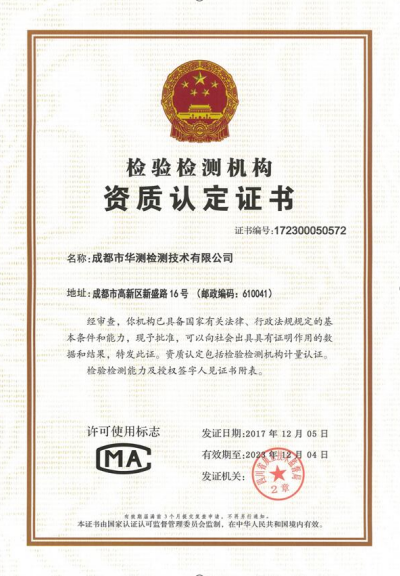 检验检测机构
资质认定证书
证书编号:172300050572
名称:成都市华测检测技术有限公司
地址:成都市高新区新盛路16号 (邮政编码: 610041)
经审查,你机构已具备国家有关法律、行政法规规定的基
本条件和能力,现予批准,可以向社会出具具有证明作用的数
据和结果,特发此证。资质认定包括检验检测机构计量认证。
检验检测能力及授权签字人见证书附表。
许可使用标志
MA
发证日期:2017 年 12 月 05 日
有效期至:2023 年 12 月 04 日
发证机关:
2章
有效期届满前3个月提交复查申请,不再另行通知。
本证书由国家认证认可监督管理委员会监制,在中华人民共和国境内有效。